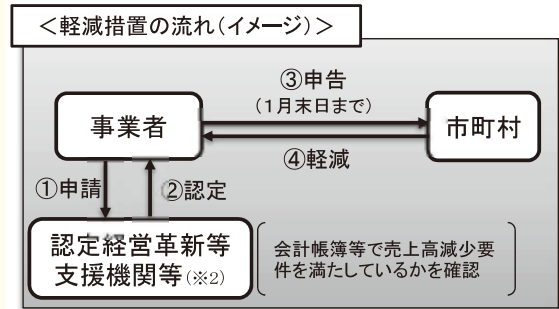 ＜軽減措置の流れ（イメージ）＞
③申告
（1月末日まで）
事業者
市町村
④軽減
①申請
②認定
認定経営革新等
支援機関等（※2）
会計帳簿等で売上高減少要
件を満たしているかを確認